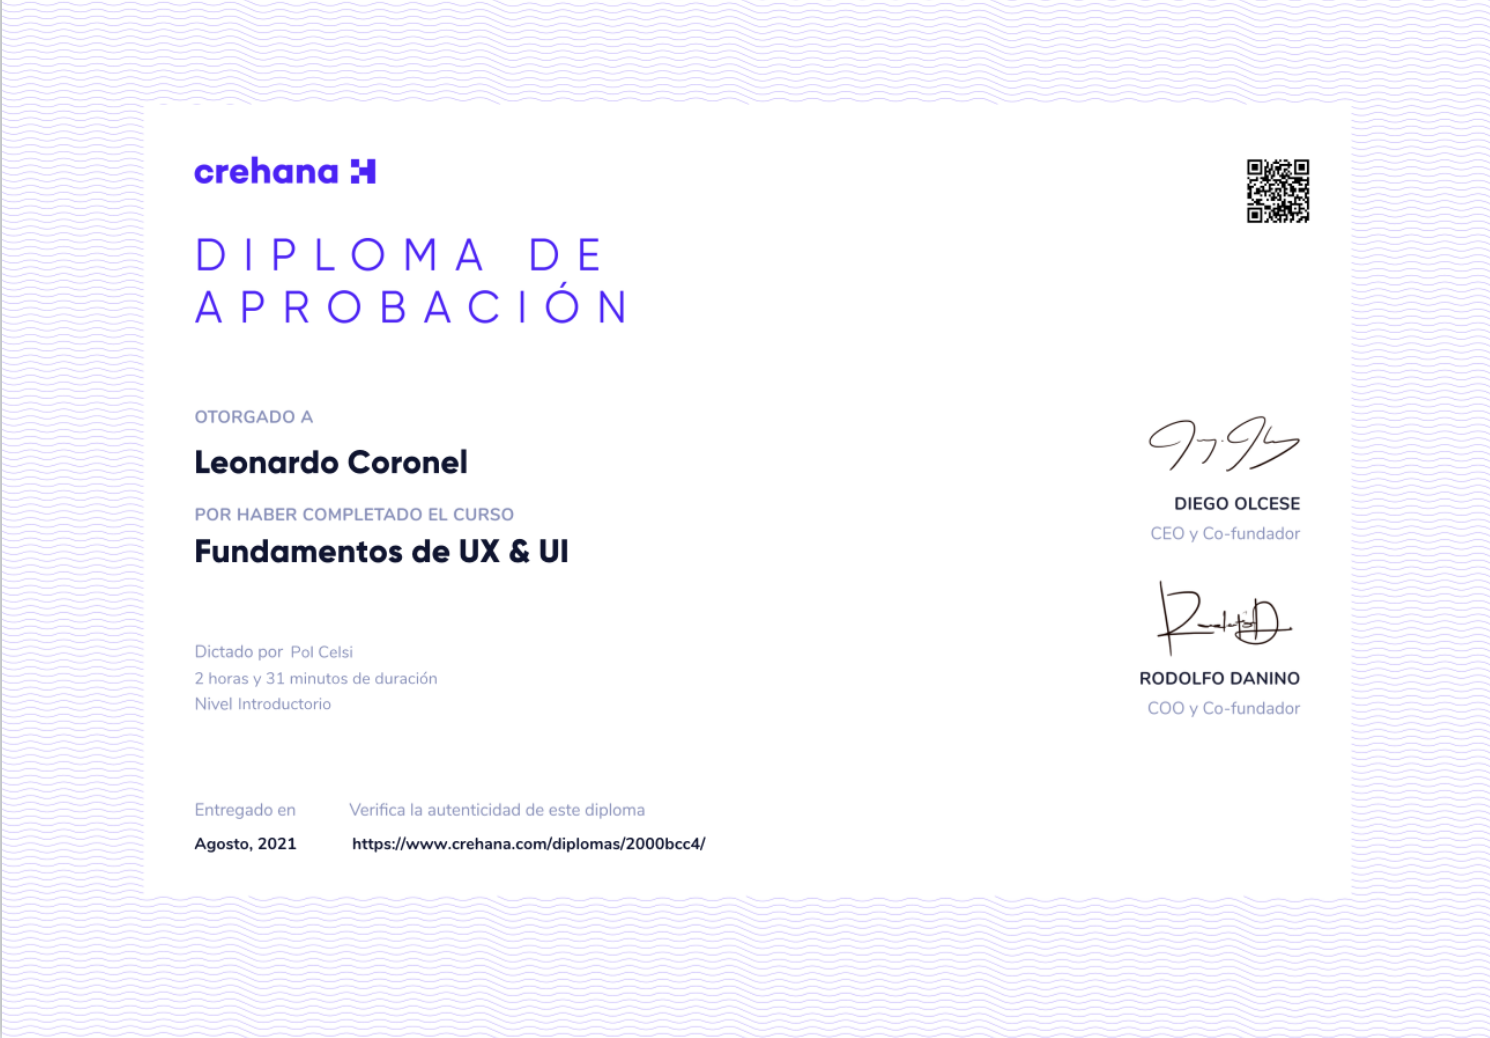 crehana
DIPLOMA DE
APROBACIÓN
OTORGADO A
Leonardo Coronel
POR HABER COMPLETADO EL CURSO
Fundamentos de UX & UI
Dictado por Pol Celsi
2 horas y 31 minutos de duración
Nivel Introductorio
Entregado en
Agosto, 2021
Verifica la autenticidad de este diploma
https://www.crehana.com/diplomas/2000bcc4/
DIEGO OLCESE
CEO y Co-fundador
RODOLFO DANINO
COO y Co-fundador